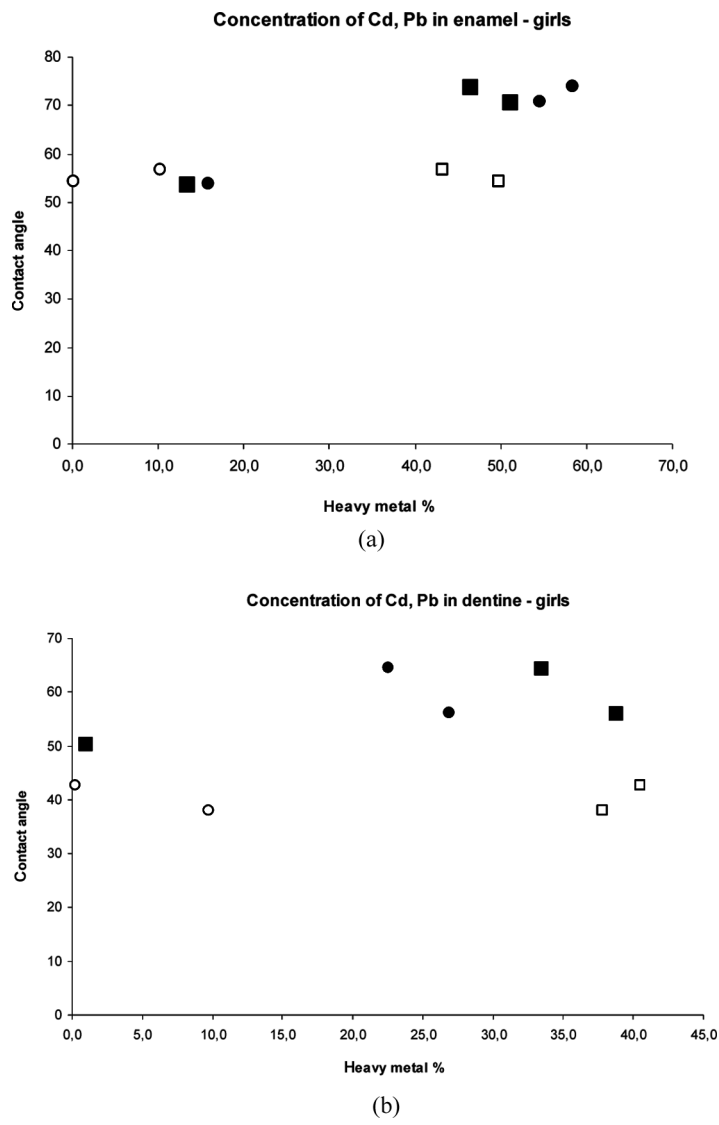 Concentration of Cd, Pb in enamel - girls
80
70
60
50
40
30
20
10
0
Contact angle
0,0 10,0 20,0 30,0 40,0 50,0 60,0 70,0
Heavy metal %
(a)
Concentration of Cd, Pb in dentine - girls
70
60
50
40
30
20
10
0
Contact angle
0,0 5,0 10,0 15,0 20,0 25,0 30,0 35,0 40,0 45,0
Heavy metal %
(b)